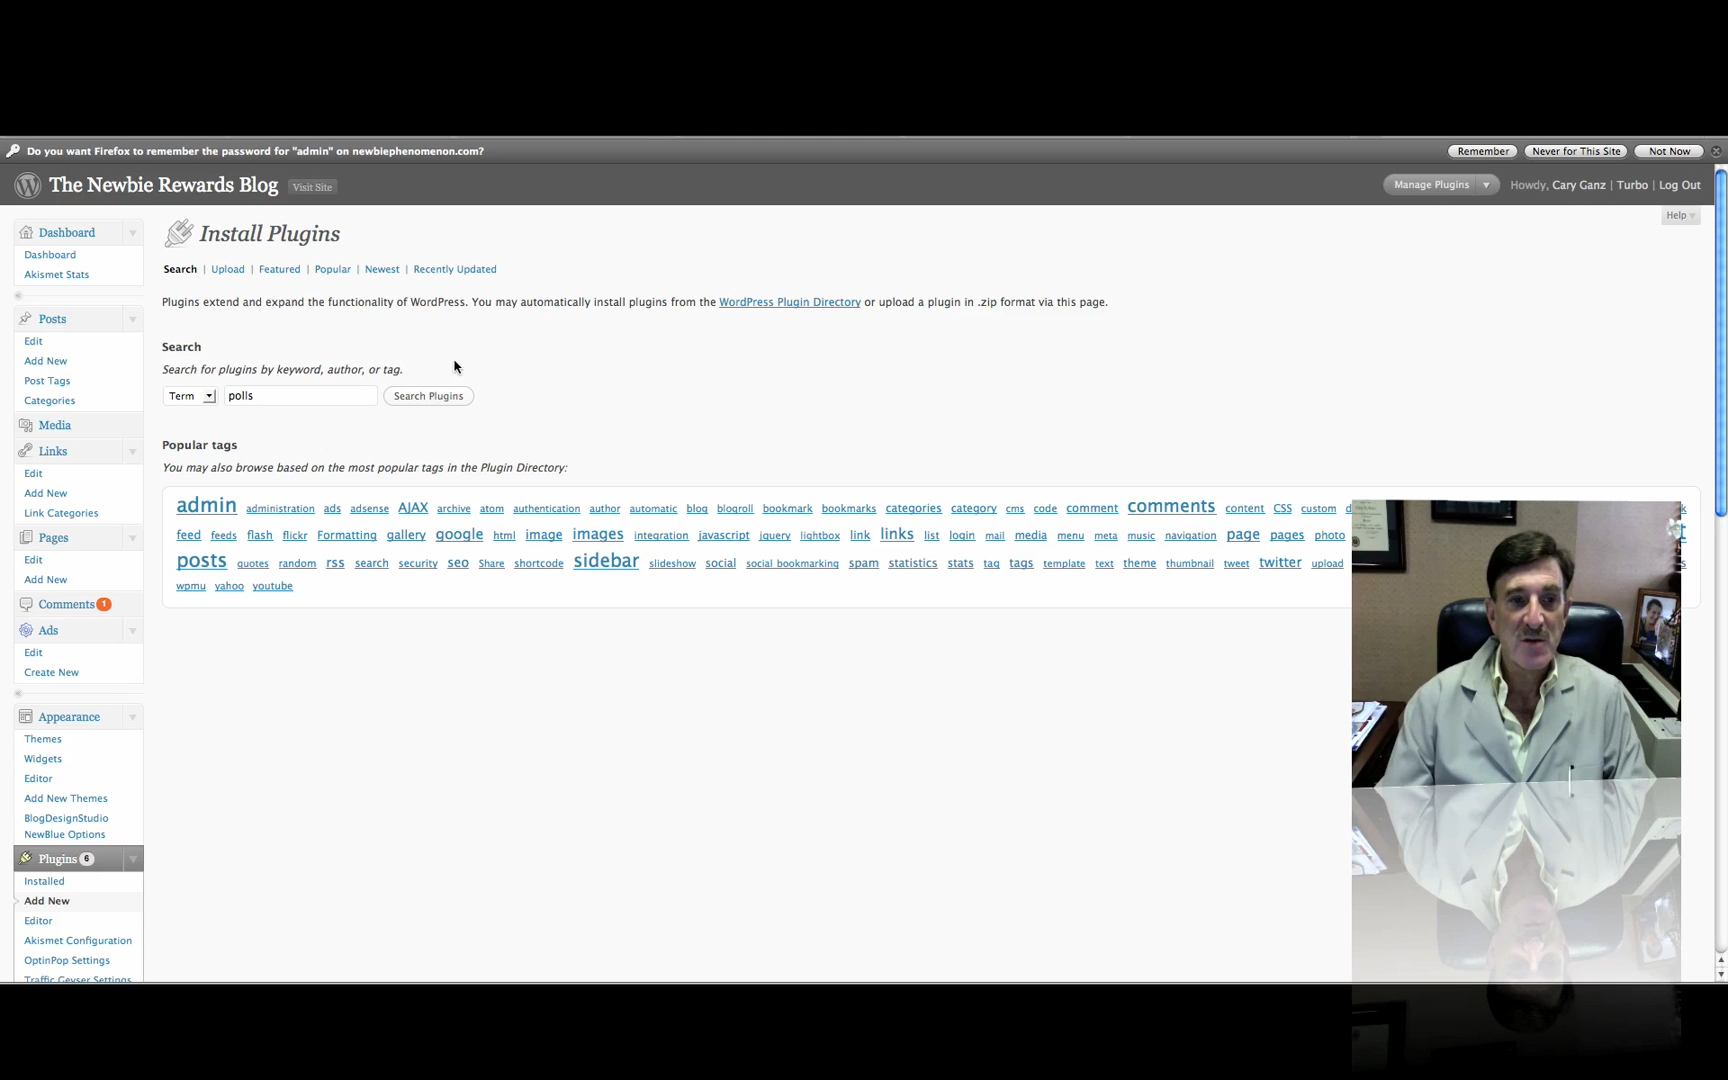 Do you want Firefox to remember the password for "admin" on newbiephenomenon.com?
Remember
Never for This Site
Not Now
The Newbie Rewards Blog
Visit Site
Manage Plugins
Howdy, Cary Ganz | Turbo | Log Out
Help
Dashboard
Dashboard
Akismet Stats
Posts
Edit
Add New
Post Tags
Categories
Media
Links
Edit
Add New
Link Categories
Pages
Edit
Add New
Comments 1
Ads
Edit
Create New
Appearance
Themes
Widgets
Editor
Add New Themes
BlogDesignStudio
NewBlue Options
Plugins 6
Installed
Add New
Editor
Akismet Configuration
OptinPop Settings
Traffic Geyser Settings
Install Plugins
Search | Upload | Featured | Popular | Newest | Recently Updated
Plugins extend and expand the functionality of WordPress. You may automatically install plugins from the WordPress Plugin Directory or upload a plugin in .zip format via this page.
Search
Search for plugins by keyword, author, or tag.
Term polls Search Plugins
Popular tags
You may also browse based on the most popular tags in the Plugin Directory:
admin administration ads adsense AJAX archive atom authentication author automatic blog blogroll bookmark bookmarks categories category cms code comment comments content CSS custom
feed feeds flash flickr Formatting gallery google html image images integration javascript jquery lightbox link links list login mail media menu meta music navigation page pages photo
posts quotes random rss search security seo Share shortcode sidebar slideshow social social bookmarking spam statistics stats tag tags template text theme thumbnail tweet twitter upload
wpmu yahoo youtube